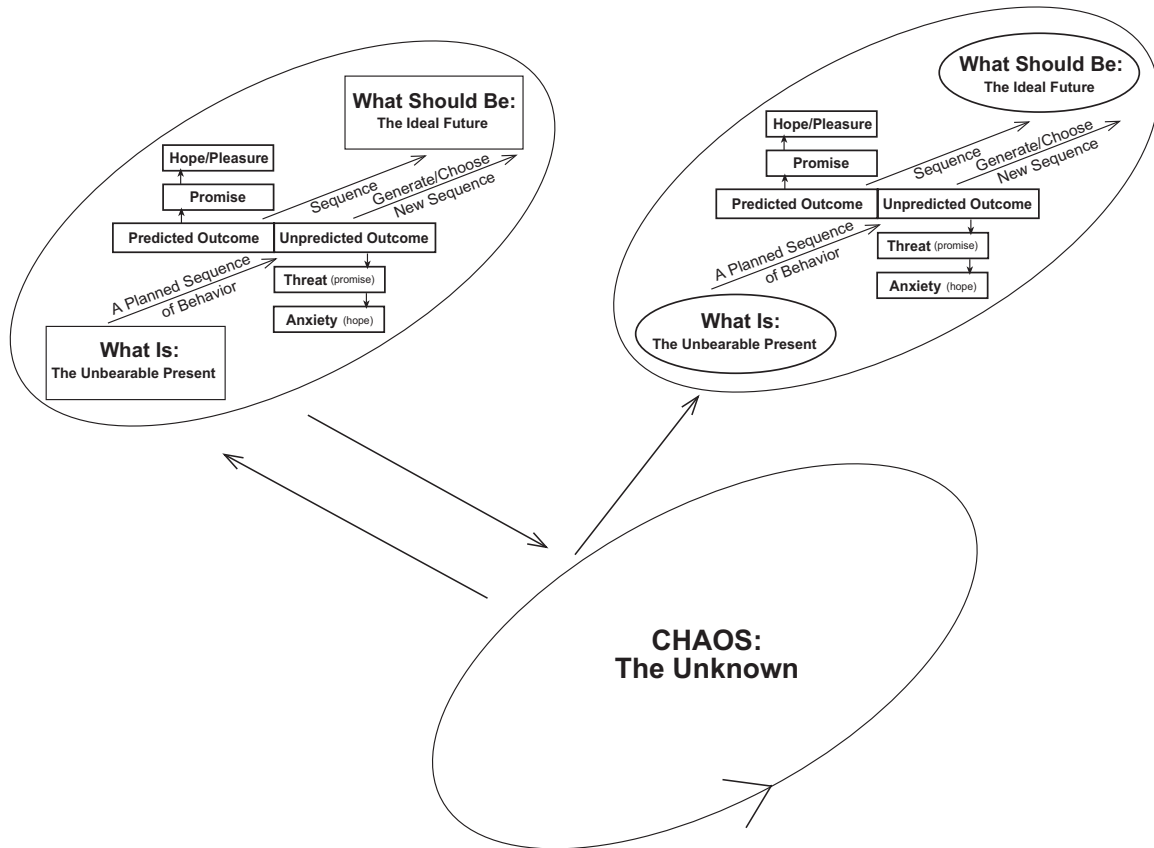 What Should Be:
The Ideal Future
Hope/Pleasure
Promise
Sequence
Generate/Choose
New Sequence
Predicted Outcome
Unpredicted Outcome
A Planned Sequence
of Behavior
Threat (promise)
Anxiety (hope)
What Is:
The Unbearable Present
What Should Be:
The Ideal Future
Hope/Pleasure
Promise
Sequence
Generate/Choose
New Sequence
Predicted Outcome
Unpredicted Outcome
A Planned Sequence
of Behavior
Threat (promise)
Anxiety (hope)
What Is:
The Unbearable Present
CHAOS:
The Unknown